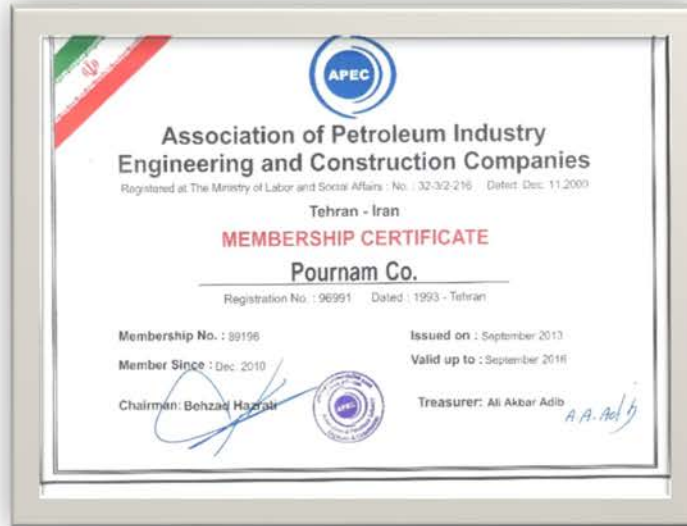 APEC
Association of Petroleum Industry
Engineering and Construction Companies
Registered at The Ministry of Labor and Social Affairs : No. : 32-3/2-216 Dated: Dec. 11.2000
Tehran - Iran
MEMBERSHIP CERTIFICATE
Pournam Co.
Registration No. : 96991 Dated : 1993 - Tehran
Membership No. : 89196 Issued on : September 2013
Member Since : Dec. 2010 Valid up to : September 2016
Chairman: Behzad Hazrati Treasurer: Ali Akbar Adib
A.A.Adib
APEC